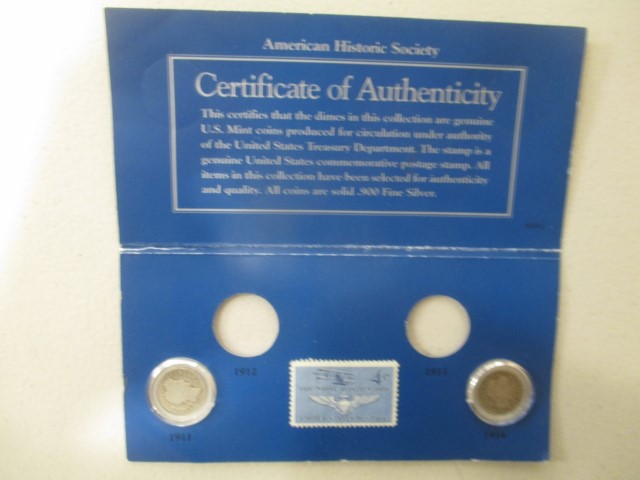 American Historic Society
Certificate of Authenticity
This certifies that the dimes in this collection are genuine
U.S. Mint coins produced for circulation under authority
of the United States Treasury Department. The stamp is a
genuine United States commemorative postage stamp. All
items in this collection have been selected for authenticity
and quality. All coins are solid .900 Fine Silver.
1912
1911
4c
1916